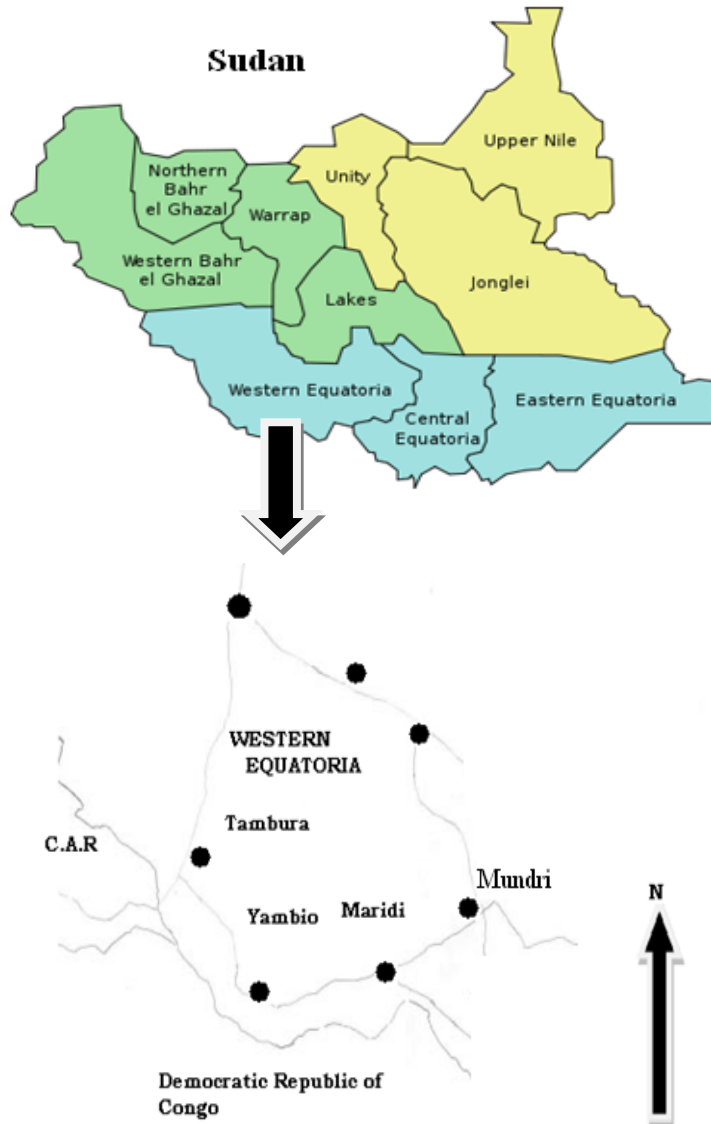 Sudan
Upper Nile
Northern
Bahr
el Ghazal
Unity
Warrap
Western Bahr
el Ghazal
Jonglei
Lakes
Western Equatoria
Eastern Equatoria
Central
Equatoria
WESTERN
EQUATORIA
Tambura
C.A.R
Mundri
N
Yambio
Maridi
Democratic Republic of
Congo